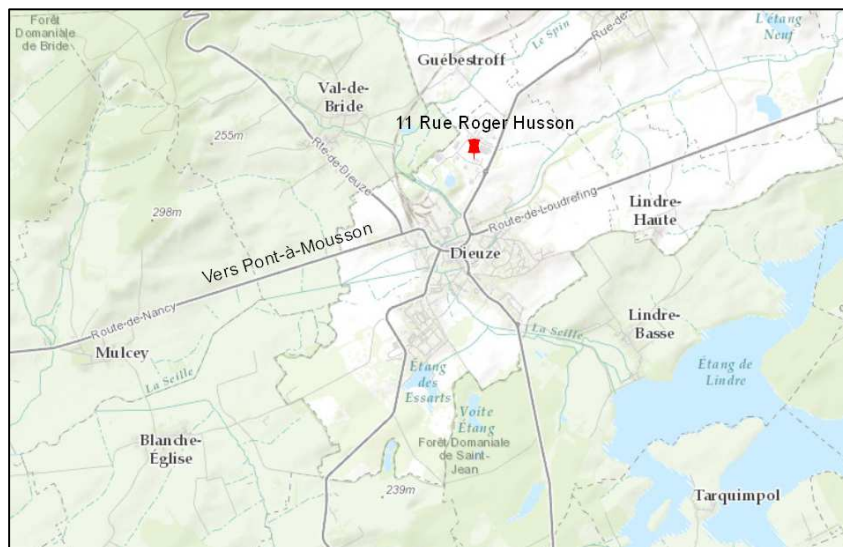 Forêt
Domaniale
de Bride
L'étang
Neuf
Le Spin
Rue-de-
Guébestroff
Val-de-
Bride
11 Rue Roger Husson
255m
Rte-de-Dieuze
298m
Route-de-Loudrefing
Lindre-
Haute
Vers Pont-à-Mousson
Dieuze
Route-de-Nancy
Mulcey
La Seille
La Seille
Lindre-
Basse
Étang
des
Essarts
Étang de
Lindre
Voite
Étang
Blanche-
Église
Forêt Domaniale
de Saint-
Jean
239m
Tarquimpol